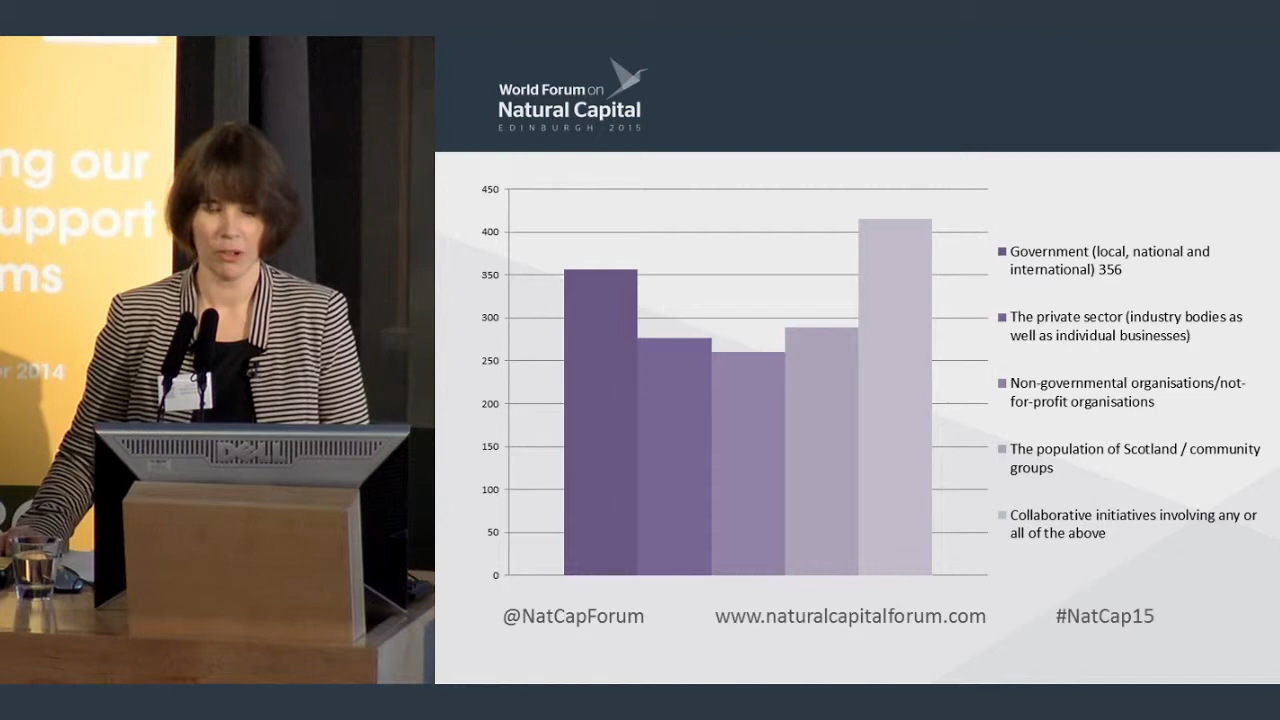 ng our
upport
ms
r 2014
DELL
World Forum on
Natural Capital
EDINBURGH 2015
450
400
350
300
250
200
150
100
50
0
Government (local, national and
international) 356
The private sector (industry bodies as
well as individual businesses)
Non-governmental organisations/not-
for-profit organisations
The population of Scotland / community
groups
Collaborative initiatives involving any or
all of the above
@NatCapForum
www.naturalcapitalforum.com
#NatCap15